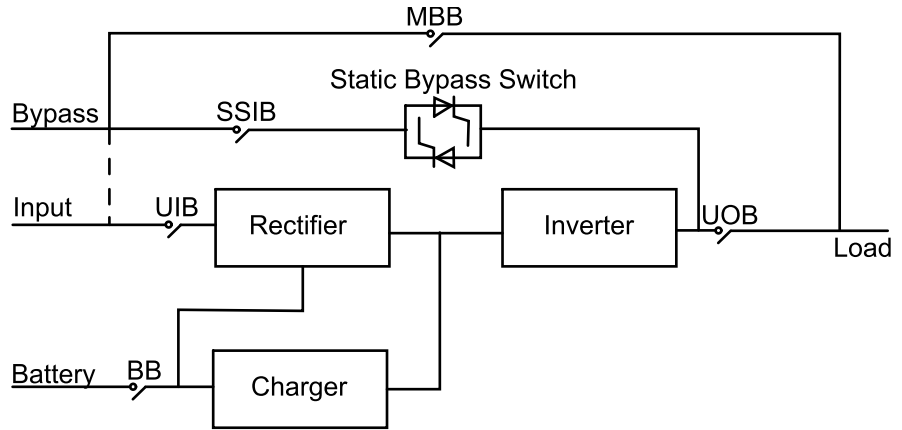 MBB
Static Bypass Switch
Bypass
SSIB
Input
UIB
Rectifier
Inverter
UOB
Load
Battery
BB
Charger